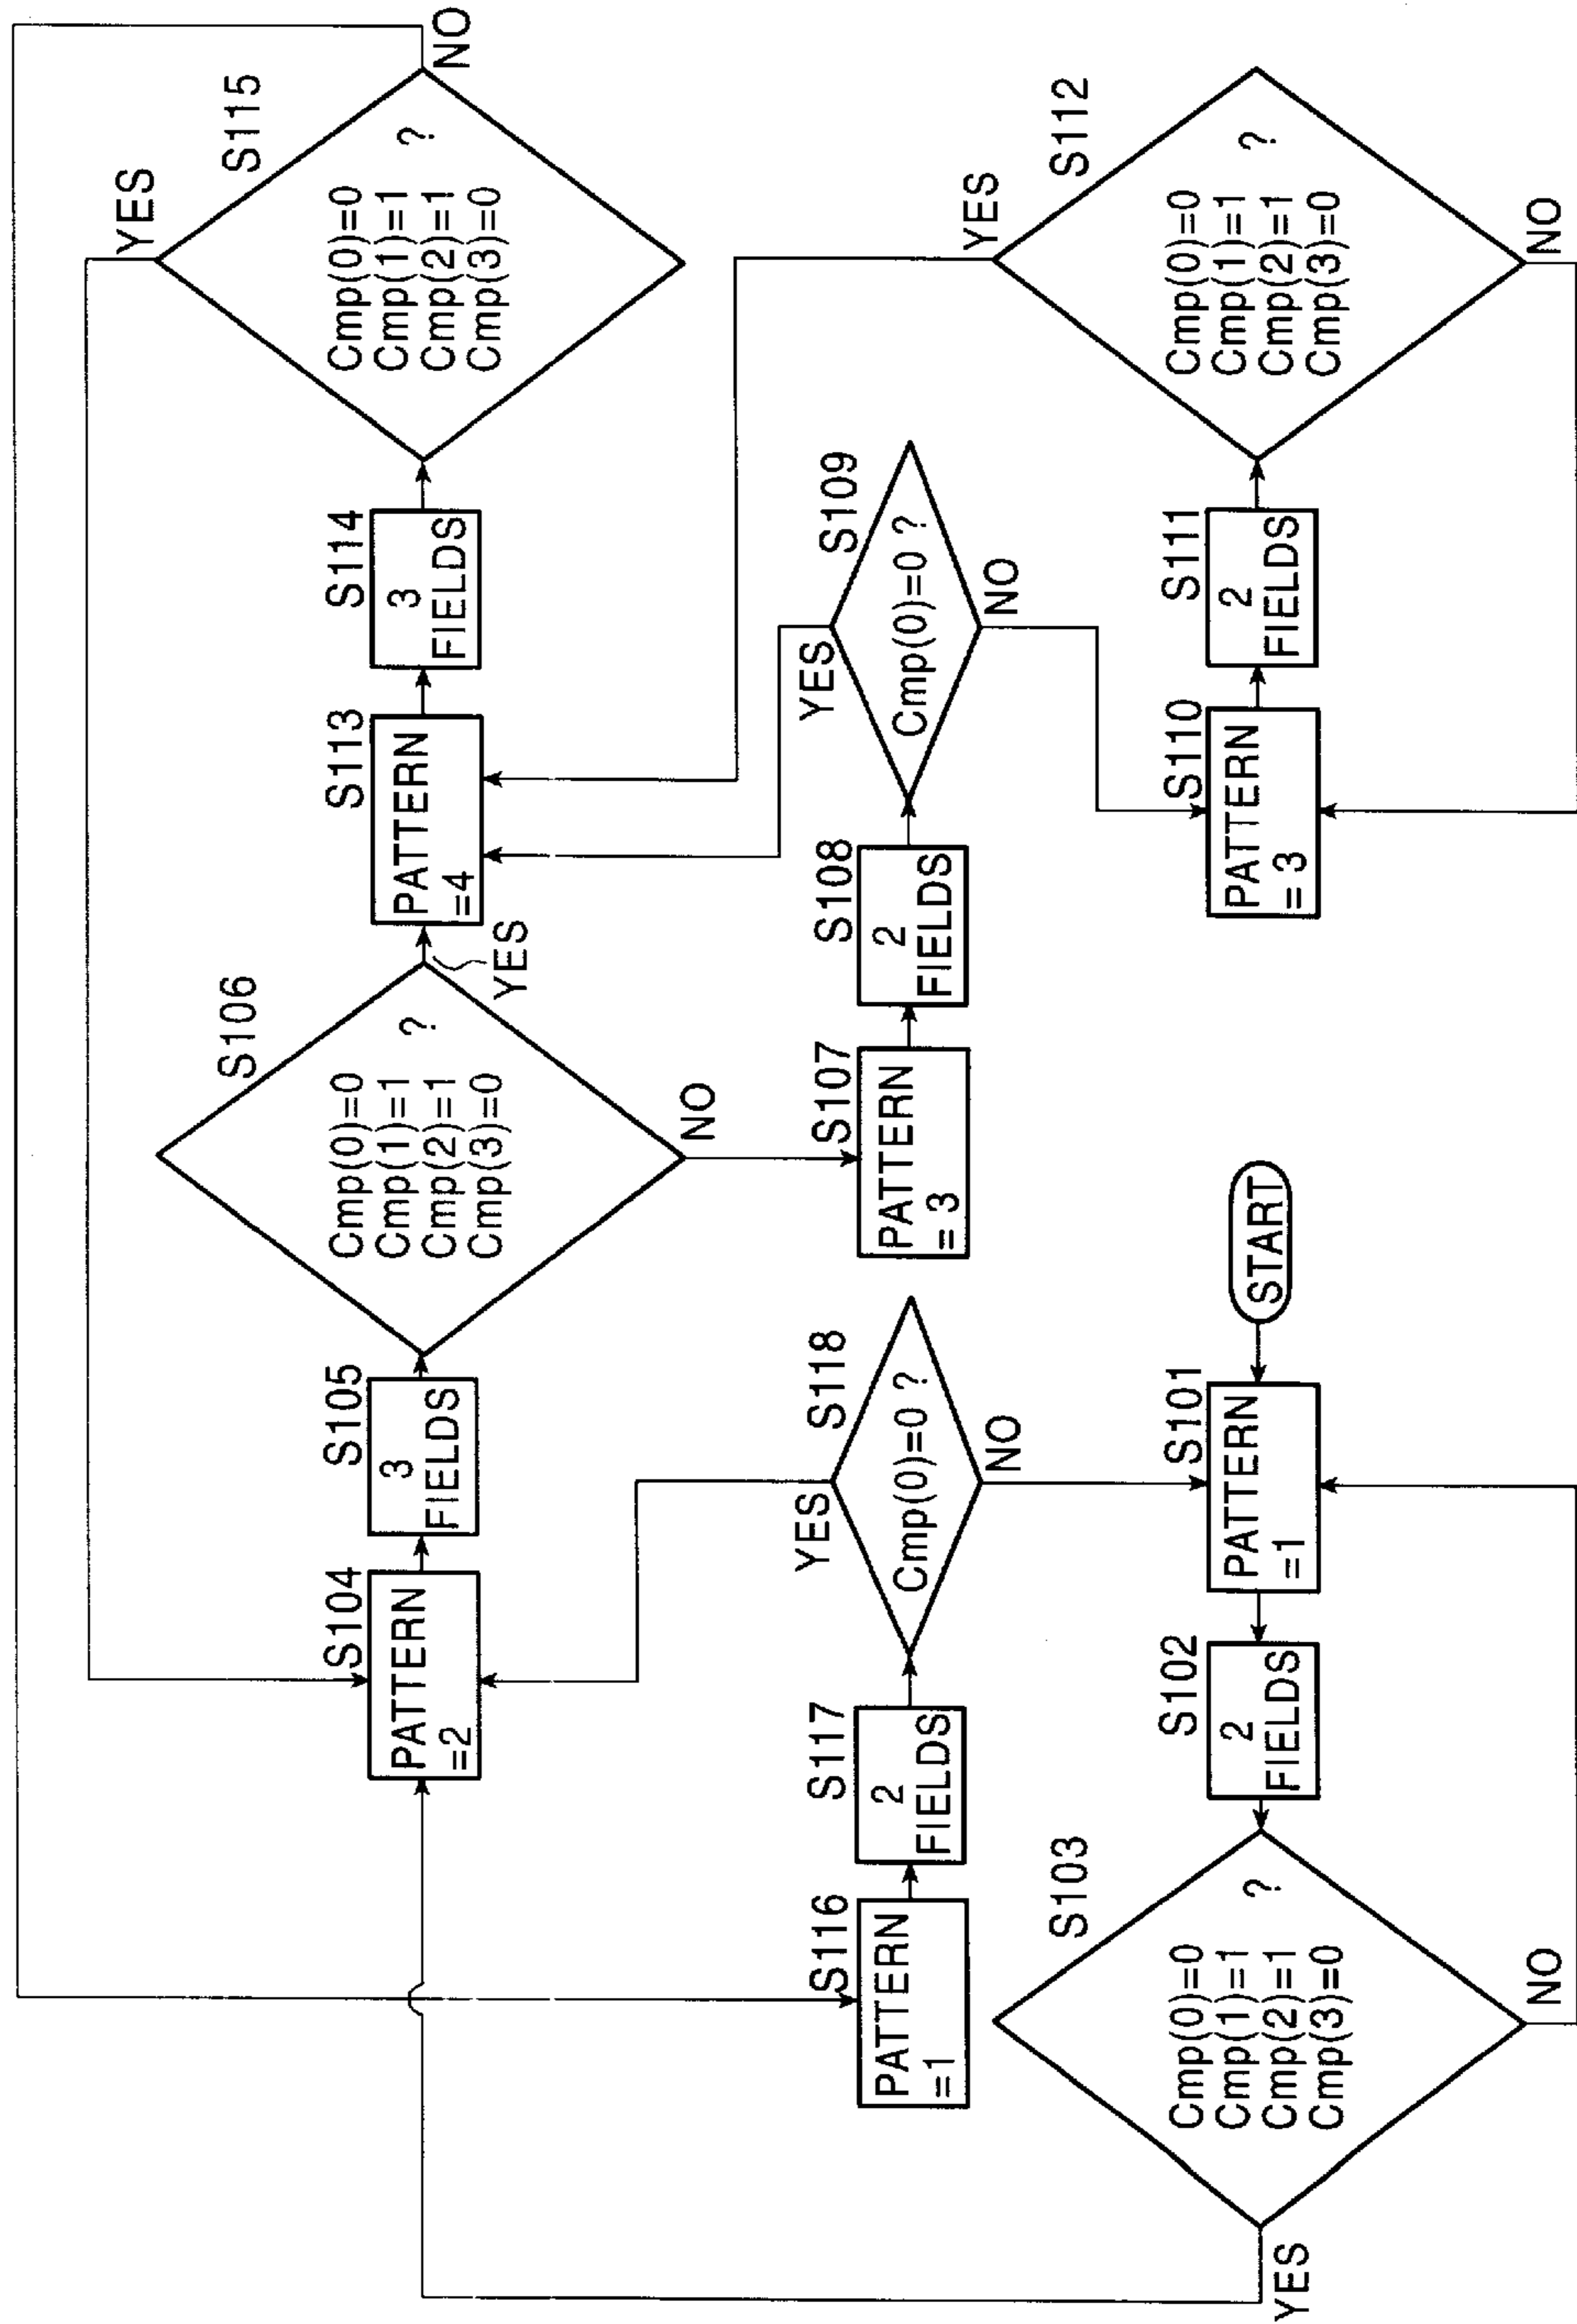 START
S101
PATTERN
=1
S102
2
FIELDS
S103
Cmp(0)=0
Cmp(1)=1
Cmp(2)=1
Cmp(3)=0
?
YES
NO
S104
PATTERN
=2
S105
3
FIELDS
S106
Cmp(0)=0
Cmp(1)=1
Cmp(2)=1
Cmp(3)=0
?
YES
NO
S107
PATTERN
= 3
S108
2
FIELDS
S109
Cmp(0)=0 ?
YES
NO
S110
PATTERN
= 3
S111
2
FIELDS
S112
Cmp(0)=0
Cmp(1)=1
Cmp(2)=1
Cmp(3)=0
?
YES
NO
S113
PATTERN
=4
S114
3
FIELDS
S115
Cmp(0)=0
Cmp(1)=1
Cmp(2)=1
Cmp(3)=0
?
YES
NO
S116
PATTERN
=1
S117
2
FIELDS
S118
Cmp(0)=0 ?
YES
NO